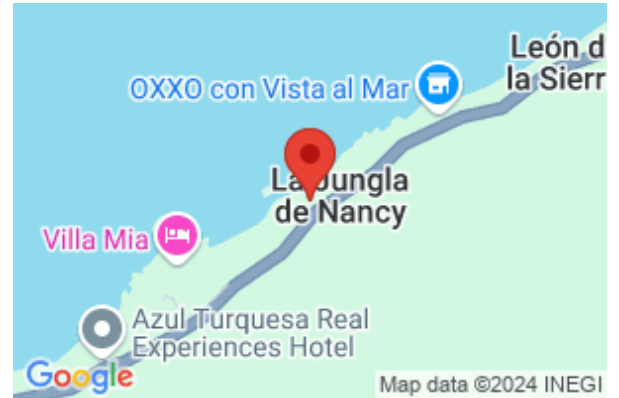 León d
la Sierr
OXXO con Vista al Mar
La Jungla
de Nancy
Villa Mia
Azul Turquesa Real
Experiences Hotel
Google
Map data ©2024 INEGI